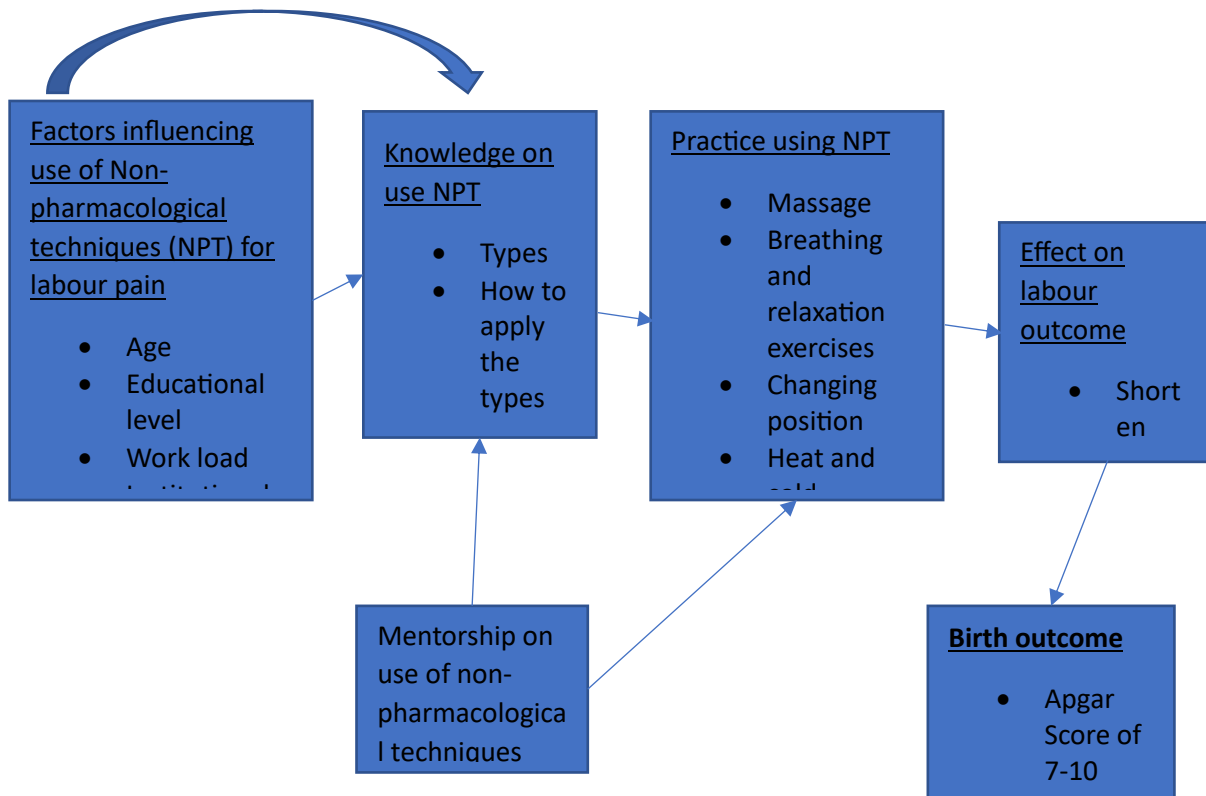 Factors influencing
use of Non-
pharmacological
techniques (NPT) for
labour pain
• Age
• Educational
level
• Work load
Knowledge on
use NPT
• Types
• How to
apply
the
types
Practice using NPT
• Massage
• Breathing
and
relaxation
exercises
• Changing
position
• Heat and
cold
Effect on
labour
outcome
• Short
en
Mentorship on
use of non-
pharmacologica
l techniques
Birth outcome
• Apgar
Score of
7-10